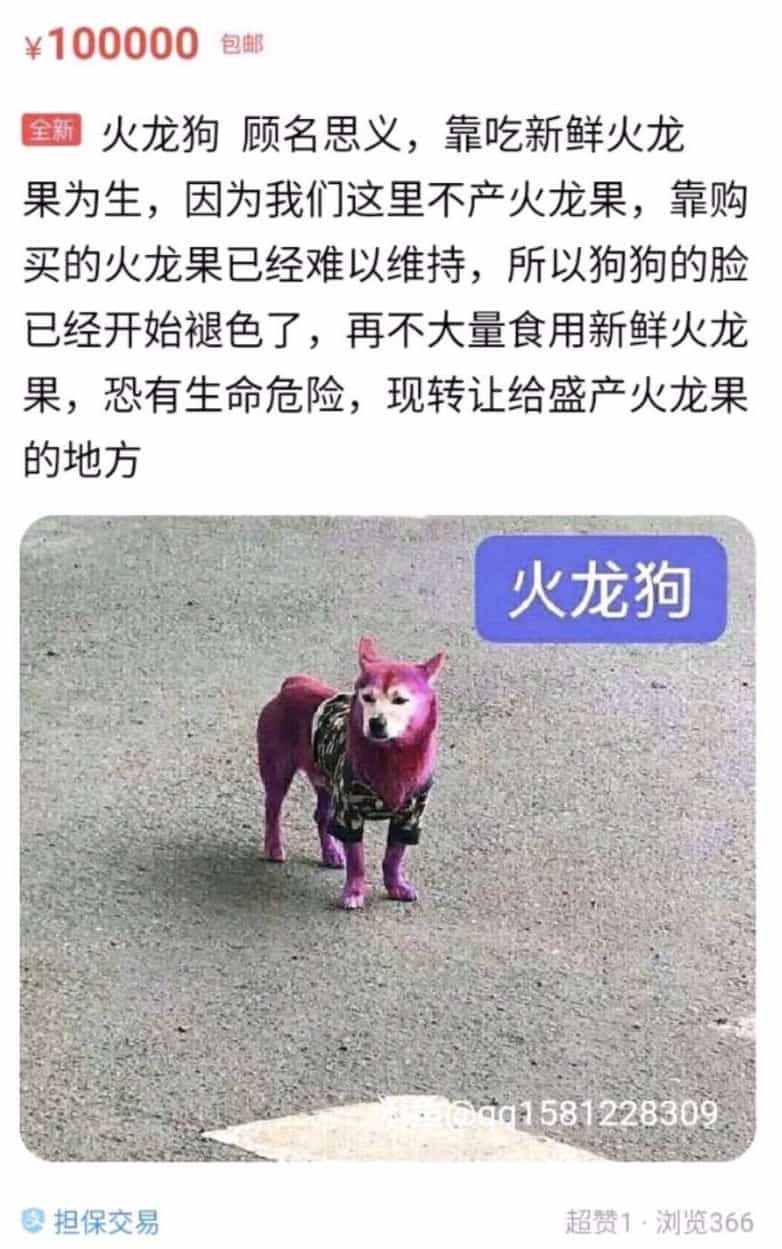 ¥100000 包邮
全新 火龙狗 顾名思义，靠吃新鲜火龙
果为生，因为我们这里不产火龙果，靠购
买的火龙果已经难以维持，所以狗狗的脸
已经开始褪色了，再不大量食用新鲜火龙
果，恐有生命危险，现转让给盛产火龙果
的地方
火龙狗
@qq1581228309
担保交易
超赞1 · 浏览366